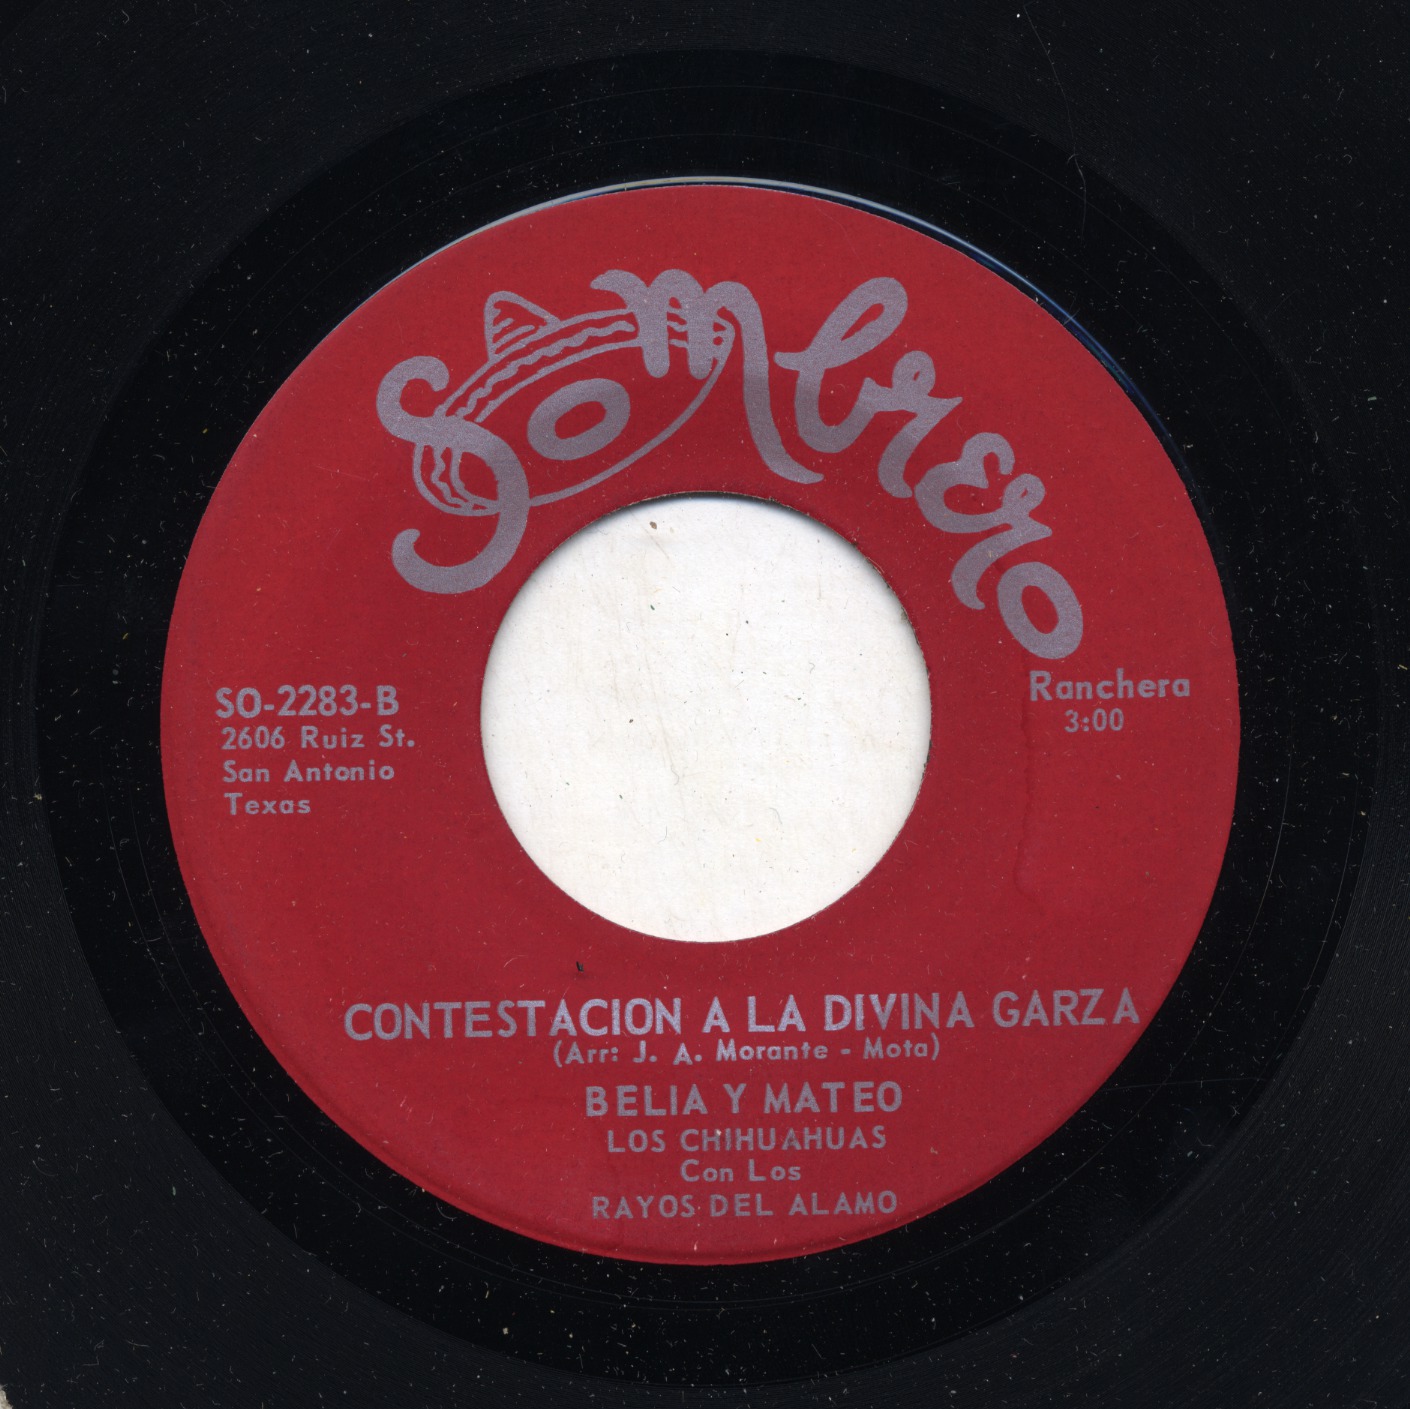 Sombrero
SO-2283-B
2606 Ruiz St.
San Antonio
Texas
Ranchera
3:00
CONTESTACION A LA DIVINA GARZA
(Arr: J. A. Morante - Mota)
BELIA Y MATEO
LOS CHIHUAHUAS
Con Los
RAYOS DEL ALAMO